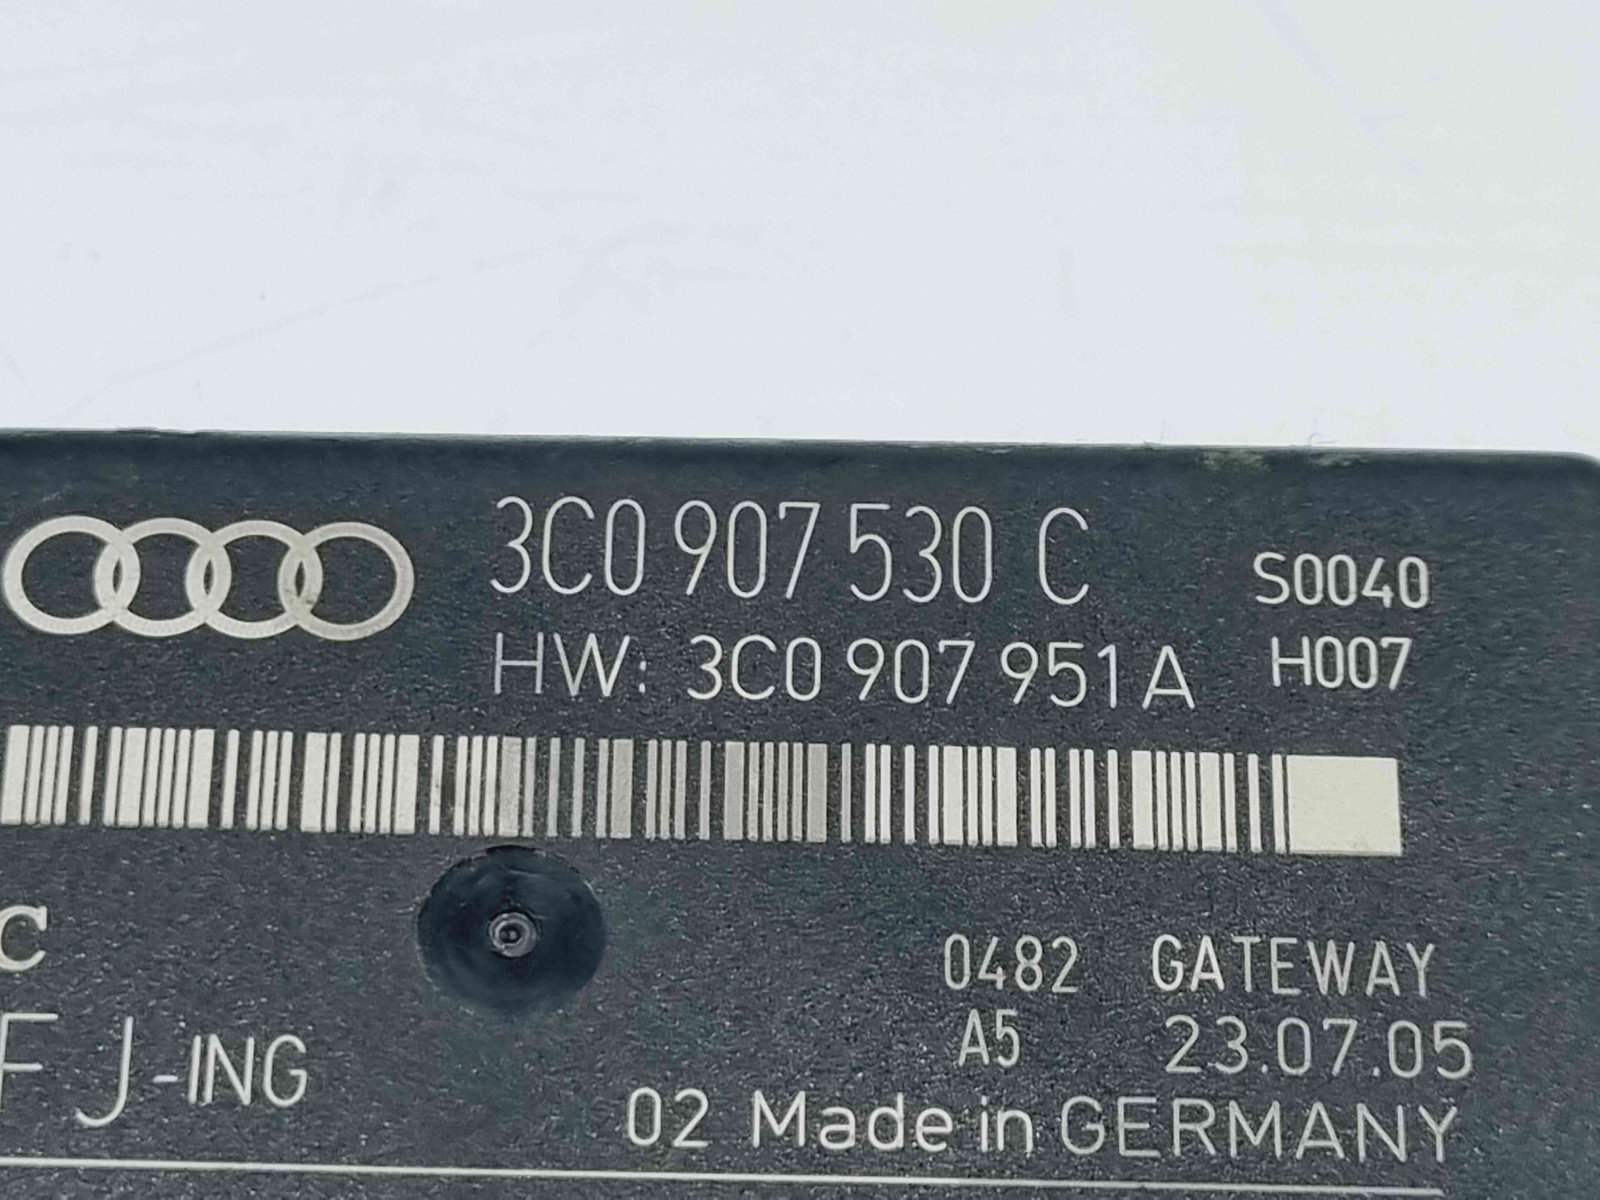 3C0 907 530 C S0040
HW: 3C0 907 951 A H007
C
0482 GATEWAY
F J-ING A5 23.07.05
02 Made in GERMANY